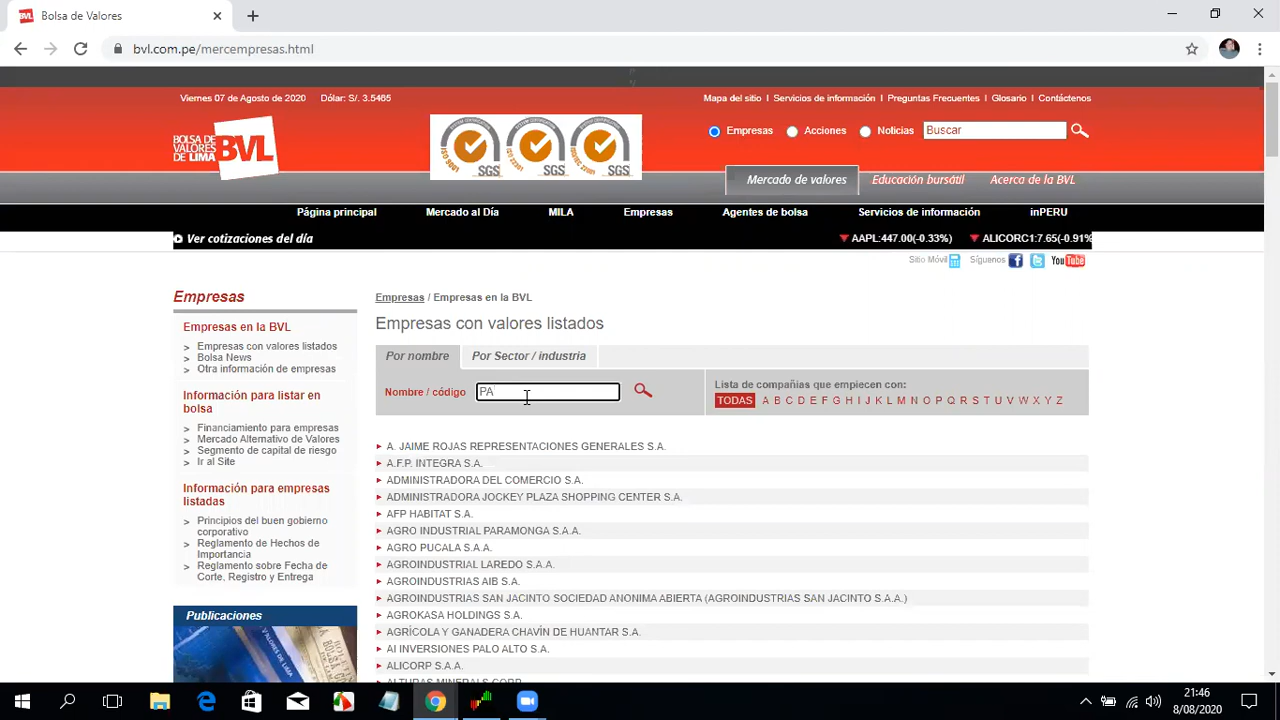 Bolsa de Valores
bvl.com.pe/mercempresas.html
Viernes 07 de Agosto de 2020 Dólar: S/. 3.5465
Mapa del sitio | Servicios de información | Preguntas Frecuentes | Glosario | Contáctenos
BOLSA DE VALORES DE LIMA BVL
SGS SGS SGS
Empresas Acciones Noticias Buscar
Mercado de valores Educación bursátil Acerca de la BVL
Página principal Mercado al Día MILA Empresas Agentes de bolsa Servicios de información inPERU
Ver cotizaciones del día
AAPL:447.00(-0.33%) ALICORC1:7.65(-0.91%
Sitio Móvil Síguenos You Tube
Empresas
Empresas en la BVL
> Empresas con valores listados
> Bolsa News
> Otra información de empresas
Información para listar en
bolsa
> Financiamiento para empresas
> Mercado Alternativo de Valores
> Segmento de capital de riesgo
> Ir al Site
Información para empresas
listadas
> Principios del buen gobierno
corporativo
> Reglamento de Hechos de
Importancia
> Reglamento sobre Fecha de
Corte, Registro y Entrega
Publicaciones
Empresas / Empresas en la BVL
Empresas con valores listados
Por nombre Por Sector / industria
Nombre / código PA
Lista de compañias que empiecen con:
TODAS A B C D E F G H I J K L M N O P Q R S T U V W X Y Z
A. JAIME ROJAS REPRESENTACIONES GENERALES S.A.
A.F.P. INTEGRA S.A.
ADMINISTRADORA DEL COMERCIO S.A.
ADMINISTRADORA JOCKEY PLAZA SHOPPING CENTER S.A.
AFP HABITAT S.A.
AGRO INDUSTRIAL PARAMONGA S.A.A.
AGRO PUCALA S.A.A.
AGROINDUSTRIAL LAREDO S.A.A.
AGROINDUSTRIAS AIB S.A.
AGROINDUSTRIAS SAN JACINTO SOCIEDAD ANONIMA ABIERTA (AGROINDUSTRIAS SAN JACINTO S.A.A.)
AGROKASA HOLDINGS S.A.
AGRÍCOLA Y GANADERA CHAVÍN DE HUANTAR S.A.
AI INVERSIONES PALO ALTO S.A.
ALICORP S.A.A.
ALTURAS MINERALS CORP.
21:46
8/08/2020